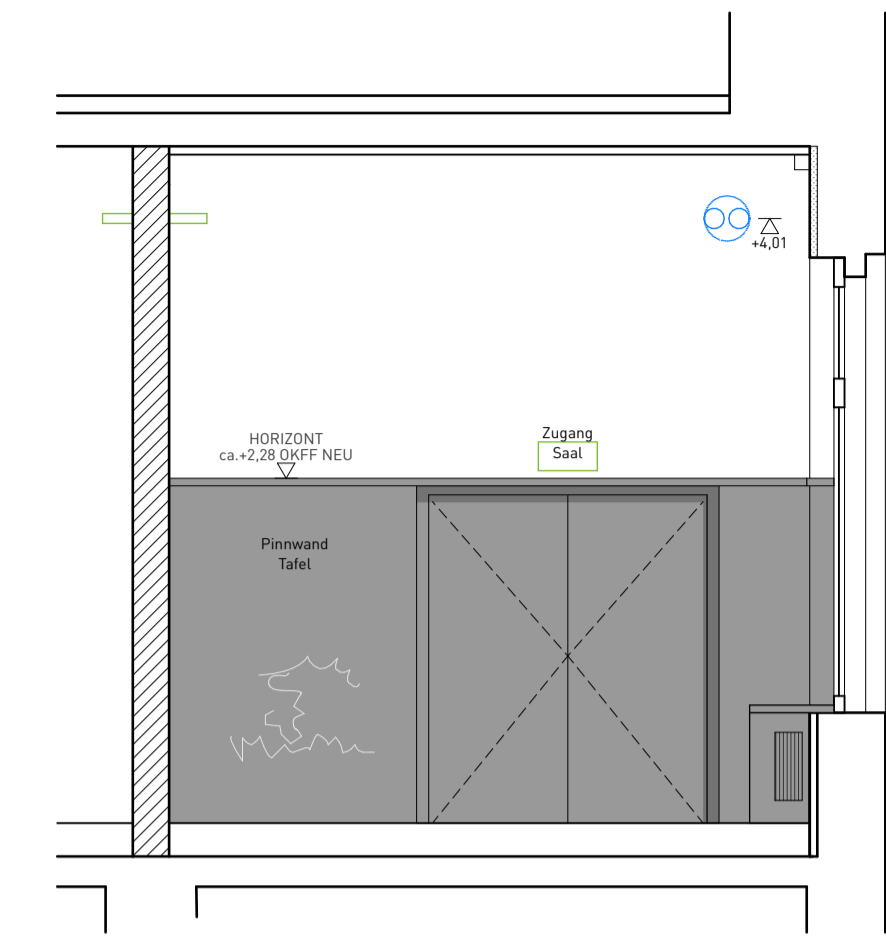 +4,01
Zugang
Saal
HORIZONT
ca.+2,28 OKFF NEU
Pinnwand
Tafel